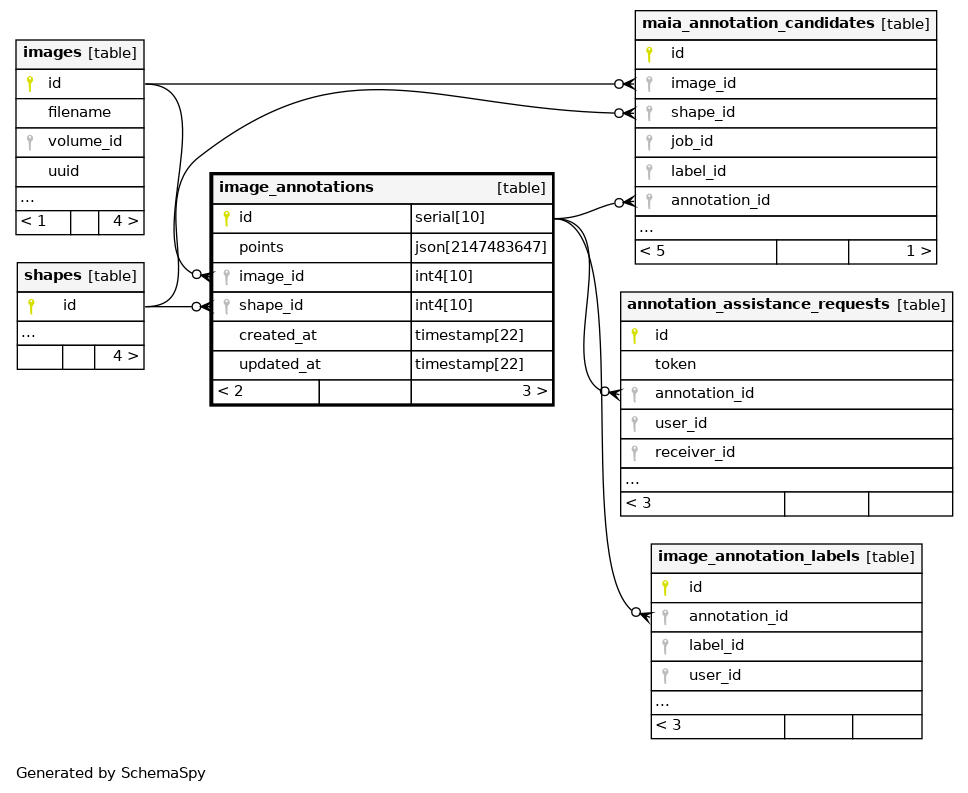 images [table]
id
filename
volume_id
uuid
...
< 1 4 >
shapes [table]
id
...
4 >
image_annotations [table]
id serial[10]
points json[2147483647]
image_id int4[10]
shape_id int4[10]
created_at timestamp[22]
updated_at timestamp[22]
< 2 3 >
maia_annotation_candidates [table]
id
image_id
shape_id
job_id
label_id
annotation_id
...
< 5 1 >
annotation_assistance_requests [table]
id
token
annotation_id
user_id
receiver_id
...
< 3
image_annotation_labels [table]
id
annotation_id
label_id
user_id
...
< 3
Generated by SchemaSpy